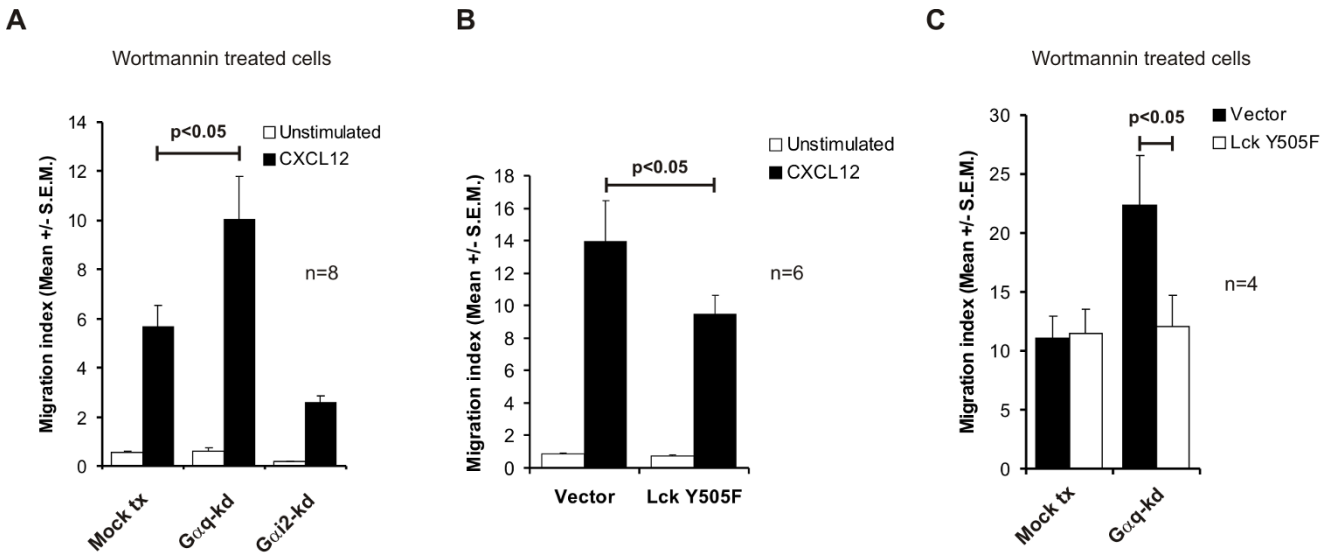 A
Wortmannin treated cells
Unstimulated
CXCL12
p<0.05
Migration index (Mean +/- S.E.M.)
14
12
10
8
6
4
2
0
n=8
Mock tx
Gαq-kd
Gαi2-kd
B
Unstimulated
CXCL12
p<0.05
Migration index (Mean +/- S.E.M.)
18
16
14
12
10
8
6
4
2
0
n=6
Vector
Lck Y505F
C
Wortmannin treated cells
Vector
Lck Y505F
p<0.05
Migration index (Mean +/- S.E.M.)
30
25
20
15
10
5
0
n=4
Mock tx
Gαq-kd